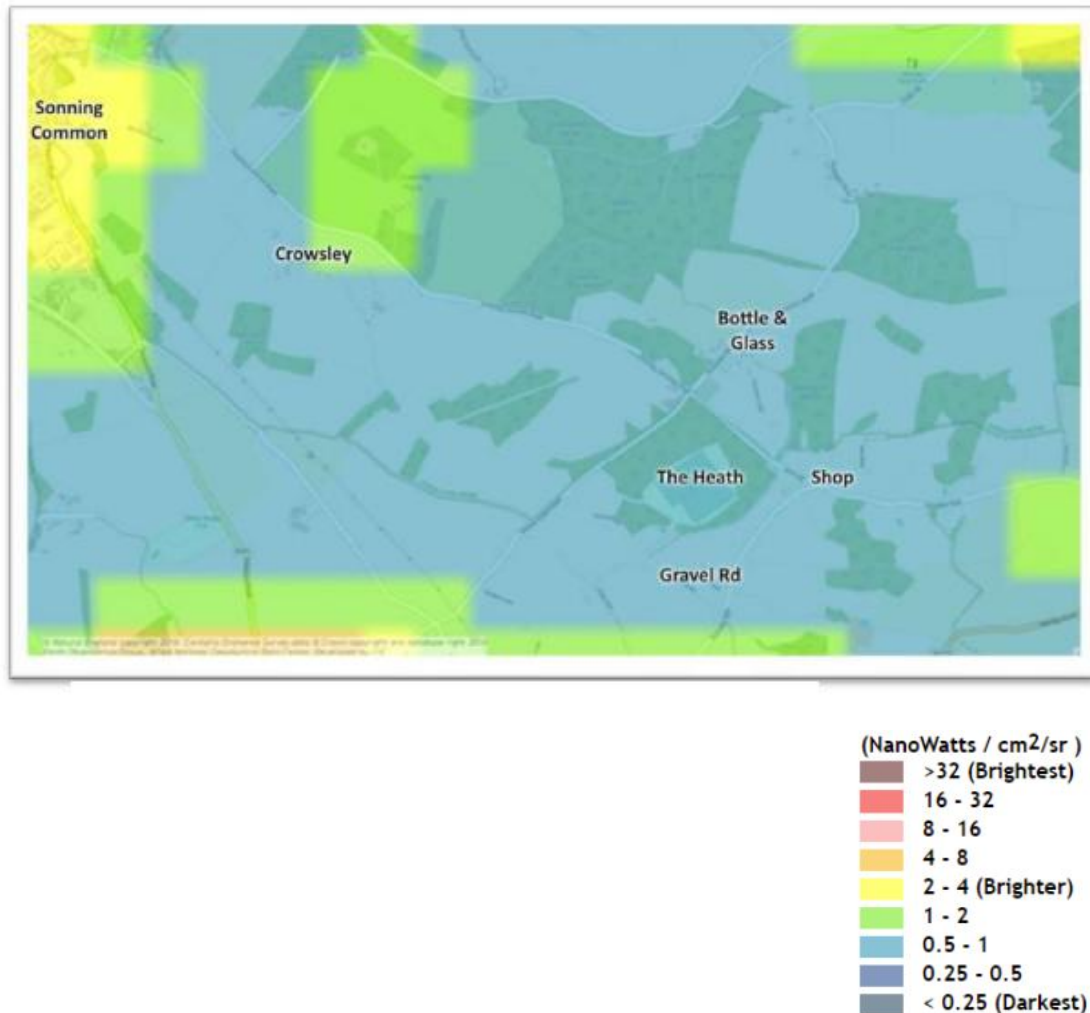 Sonning
Common
Crowsley
Bottle &
Glass
The Heath
Shop
Gravel Rd
(NanoWatts / cm2/sr )
>32 (Brightest)
16 - 32
8 - 16
4 - 8
2 - 4 (Brighter)
1 - 2
0.5 - 1
0.25 - 0.5
< 0.25 (Darkest)